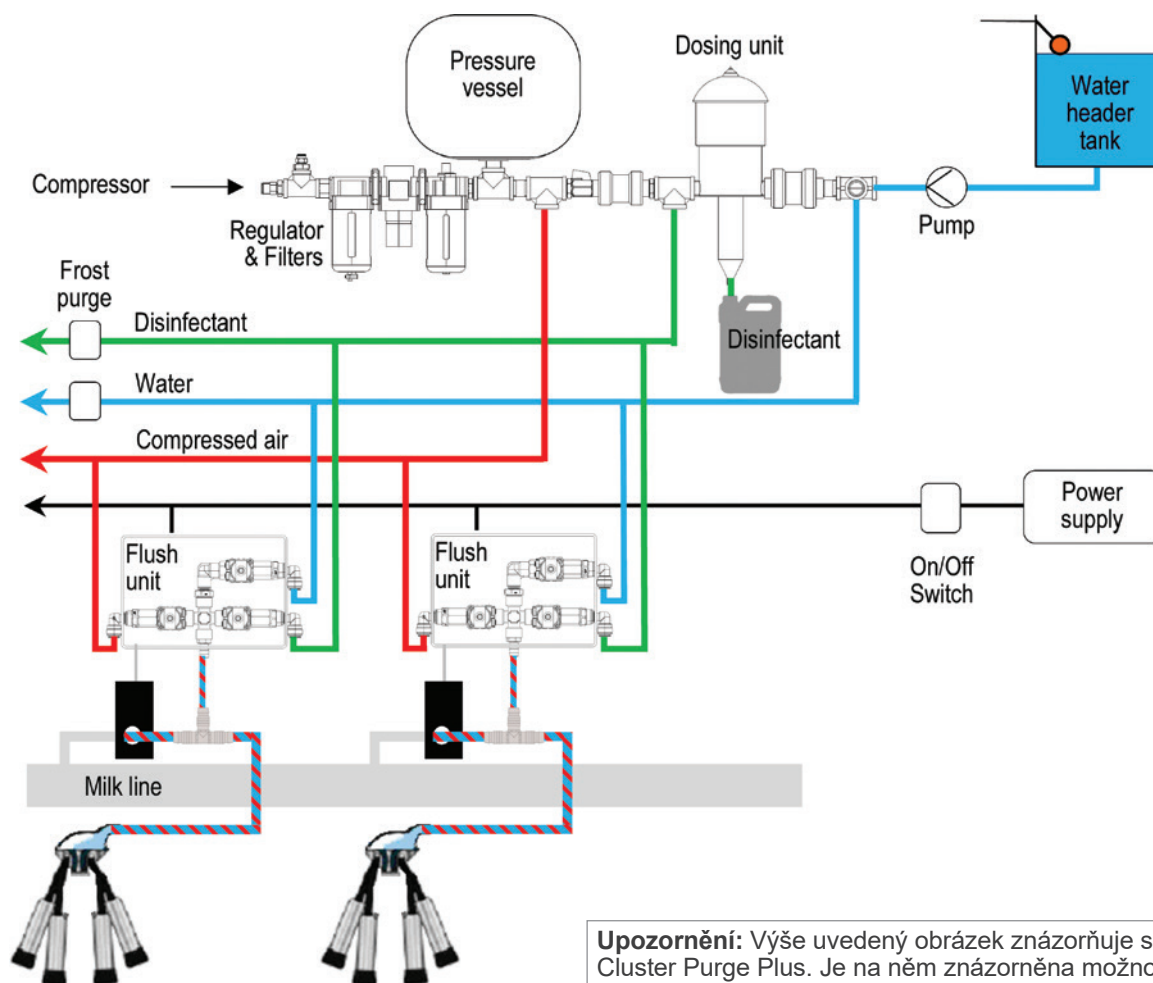 Pressure
vessel
Dosing unit
Water
header
tank
Compressor
Regulator
& Filters
Pump
Frost
purge
Disinfectant
Disinfectant
Water
Compressed air
Power
supply
On/Off
Switch
Flush
unit
Flush
unit
Milk line
Upozornění: Výše uvedený obrázek znázorňuje s
Cluster Purge Plus. Je na něm znázorněna možno